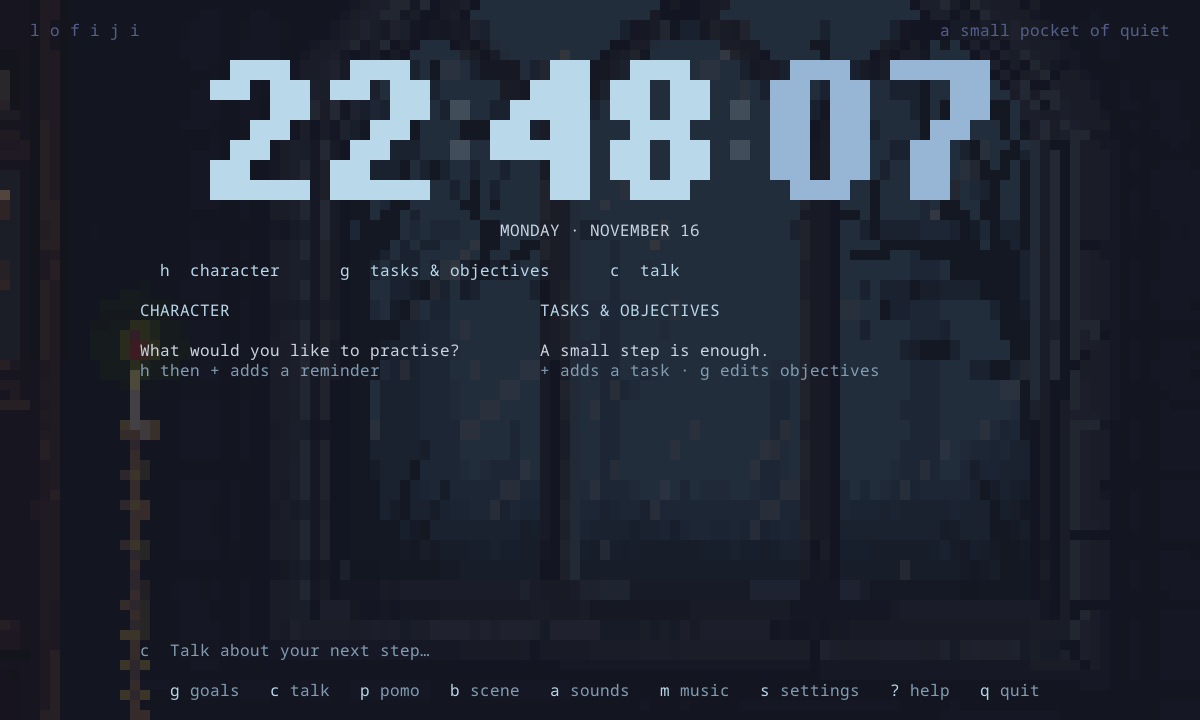 lofiji a small pocket of quiet
22:48:07
MONDAY · NOVEMBER 16
h character g tasks & objectives c talk
CHARACTER TASKS & OBJECTIVES
What would you like to practise? A small step is enough.
h then + adds a reminder + adds a task · g edits objectives
c Talk about your next step…
g goals c talk p pomo b scene a sounds m music s settings ? help q quit